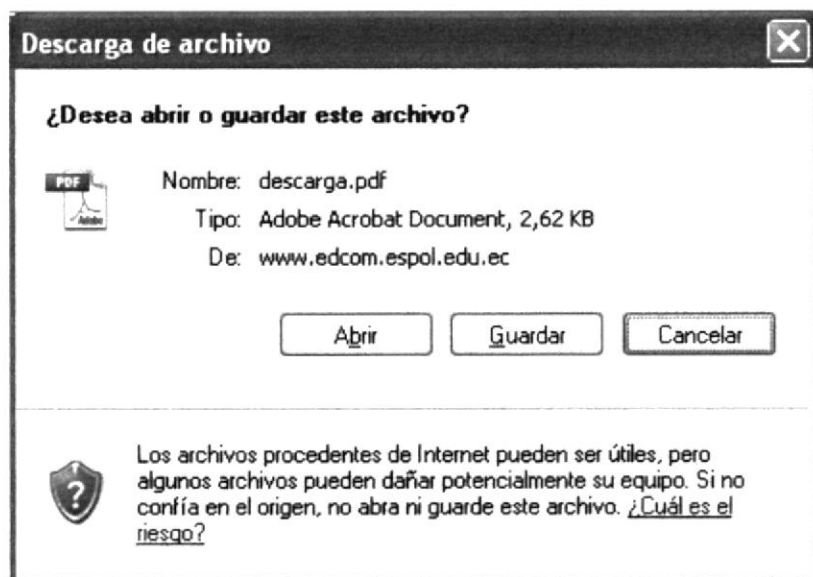 Descarga de archivo
¿Desea abrir o guardar este archivo?
PDF
Adobe
Nombre: descarga.pdf
Tipo: Adobe Acrobat Document, 2,62 KB
De: www.edcom.espol.edu.ec
Abrir Guardar Cancelar
Los archivos procedentes de Internet pueden ser útiles, pero
algunos archivos pueden dañar potencialmente su equipo. Si no
confía en el origen, no abra ni guarde este archivo. ¿Cuál es el
riesgo?